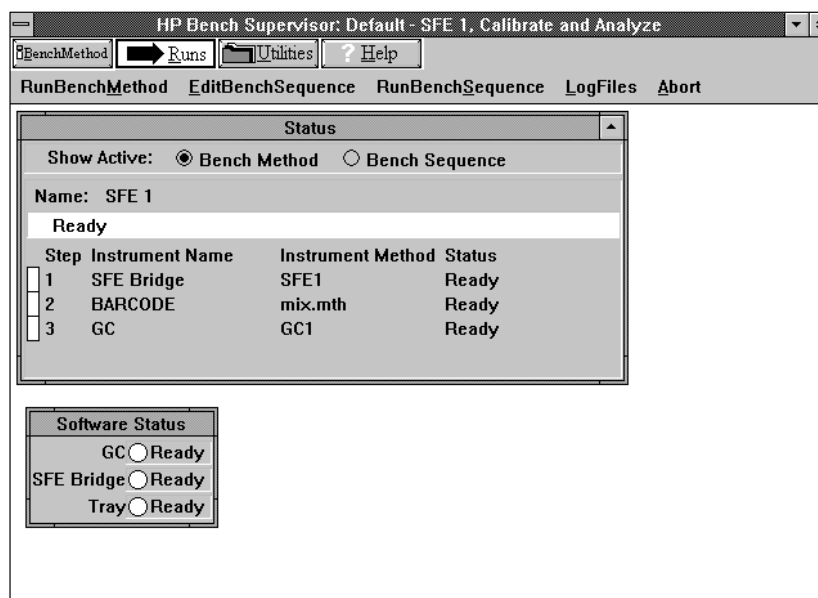 HP Bench Supervisor: Default - SFE 1, Calibrate and Analyze
BenchMethod Runs Utilities ? Help
RunBenchMethod EditBenchSequence RunBenchSequence LogFiles Abort
Status
Show Active: Bench Method Bench Sequence
Name: SFE 1
Ready
Step Instrument Name Instrument Method Status
1 SFE Bridge SFE1 Ready
2 BARCODE mix.mth Ready
3 GC GC1 Ready
Software Status
GC Ready
SFE Bridge Ready
Tray Ready